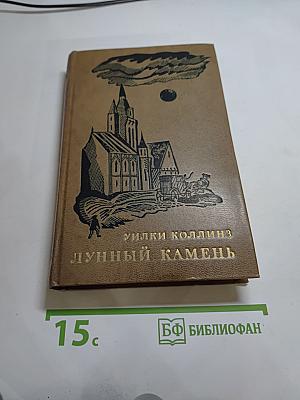 УИЛКИ КОЛЛИНЗ
ЛУННЫЙ КАМЕНЬ
15с
БФ БИБЛИОФАН